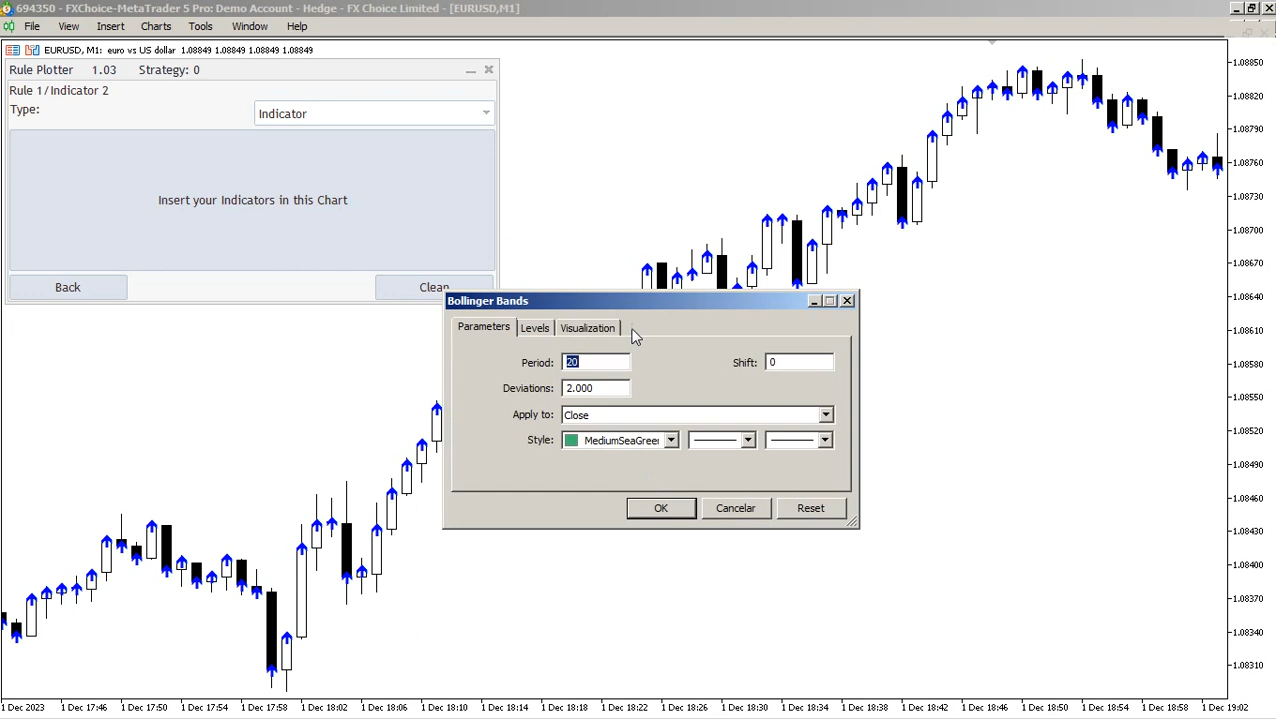 694350 - FXChoice-MetaTrader 5 Pro: Demo Account - Hedge - FX Choice Limited - [EURUSD,M1]
File View Insert Charts Tools Window Help
EURUSD, M1: euro vs US dollar 1.08849 1.08849 1.08849 1.08849
Rule Plotter 1.03 Strategy: 0
Rule 1/Indicator 2
Type: Indicator
Insert your Indicators in this Chart
Back Clean
Bollinger Bands
Parameters Levels Visualization
Period: 20 Shift: 0
Deviations: 2.000
Apply to: Close
Style: MediumSeaGreen
OK Cancelar Reset
1.08850
1.08820
1.08790
1.08760
1.08730
1.08700
1.08670
1.08640
1.08610
1.08580
1.08550
1.08520
1.08490
1.08460
1.08430
1.08400
1.08370
1.08340
1.08310
1 Dec 2023 1 Dec 17:46 1 Dec 17:50 1 Dec 17:54 1 Dec 17:58 1 Dec 18:02 1 Dec 18:06 1 Dec 18:10 1 Dec 18:14 1 Dec 18:18 1 Dec 18:22 1 Dec 18:26 1 Dec 18:30 1 Dec 18:34 1 Dec 18:38 1 Dec 18:42 1 Dec 18:46 1 Dec 18:50 1 Dec 18:54 1 Dec 18:58 1 Dec 19:02